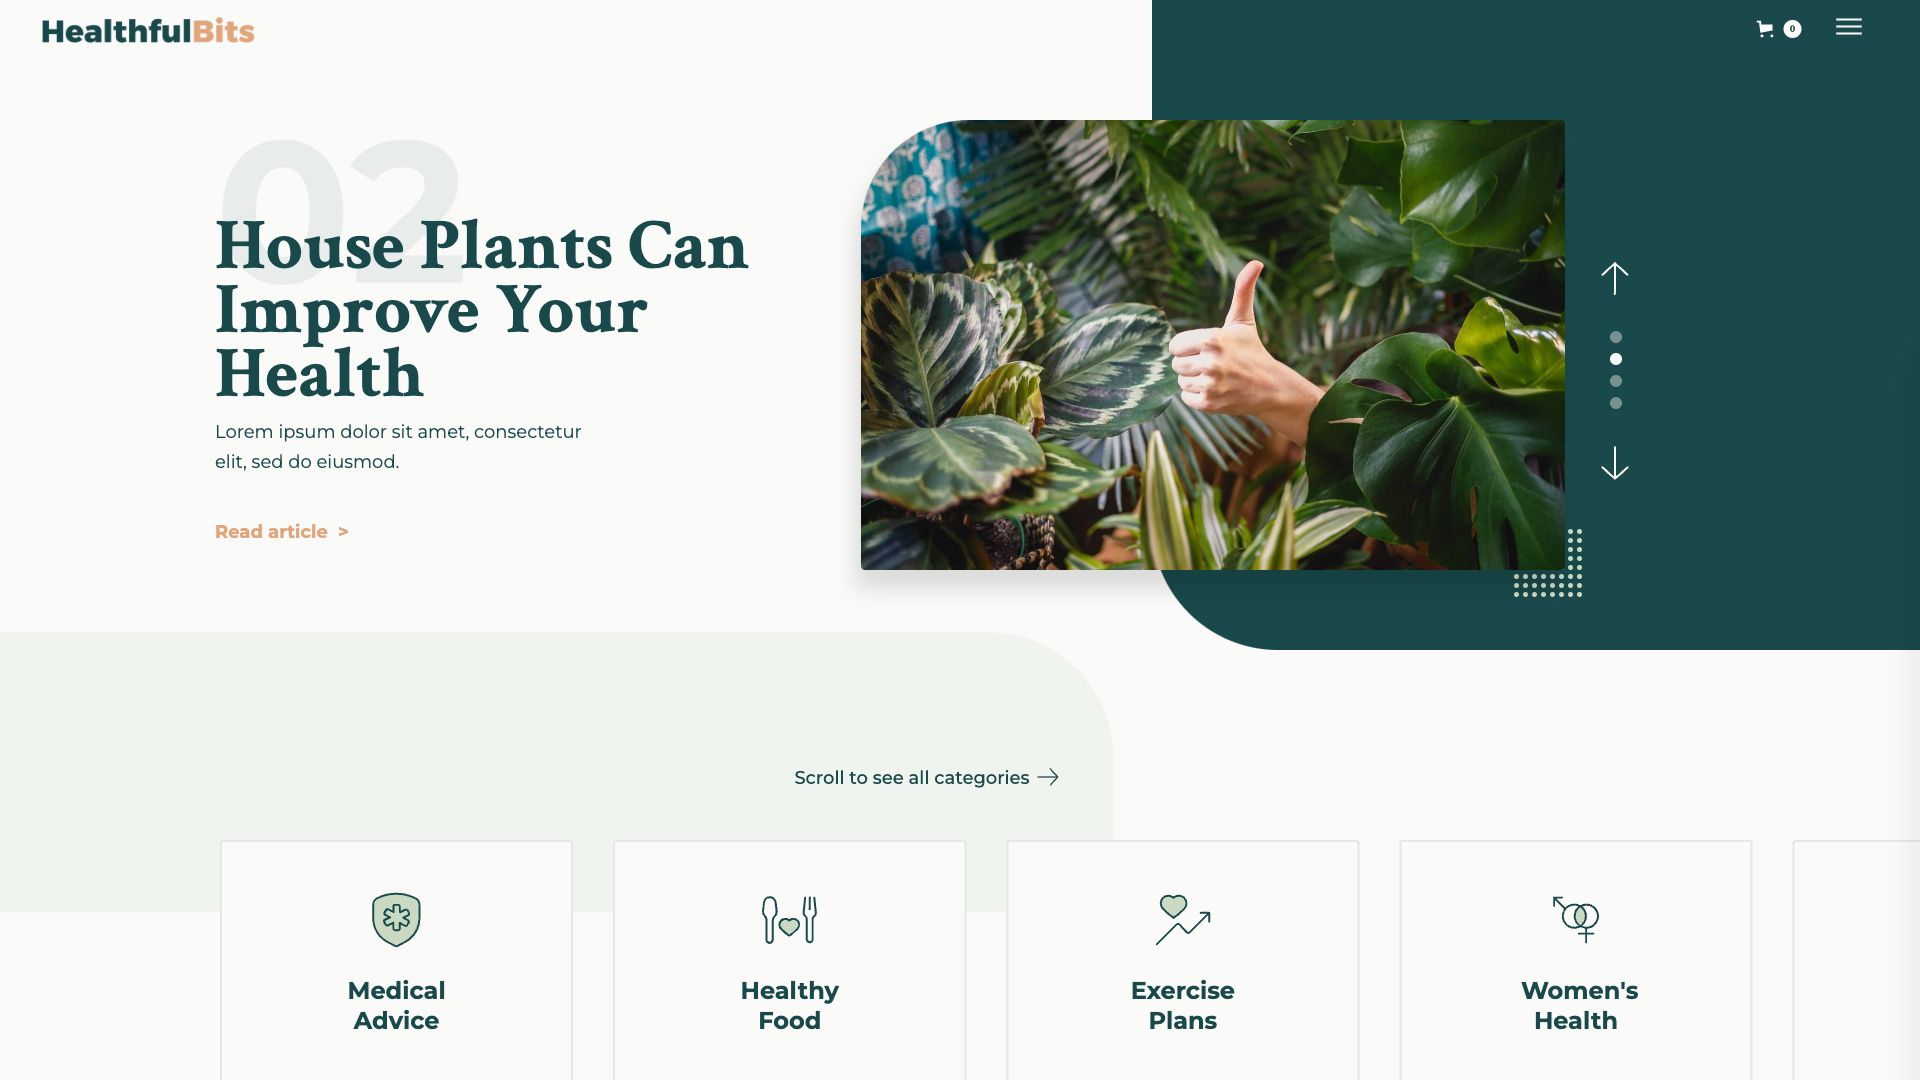 HealthfulBits
0
02
House Plants Can
Improve Your
Health
Lorem ipsum dolor sit amet, consectetur
elit, sed do eiusmod.
Read article >
Scroll to see all categories
Medical
Advice
Healthy
Food
Exercise
Plans
Women's
Health